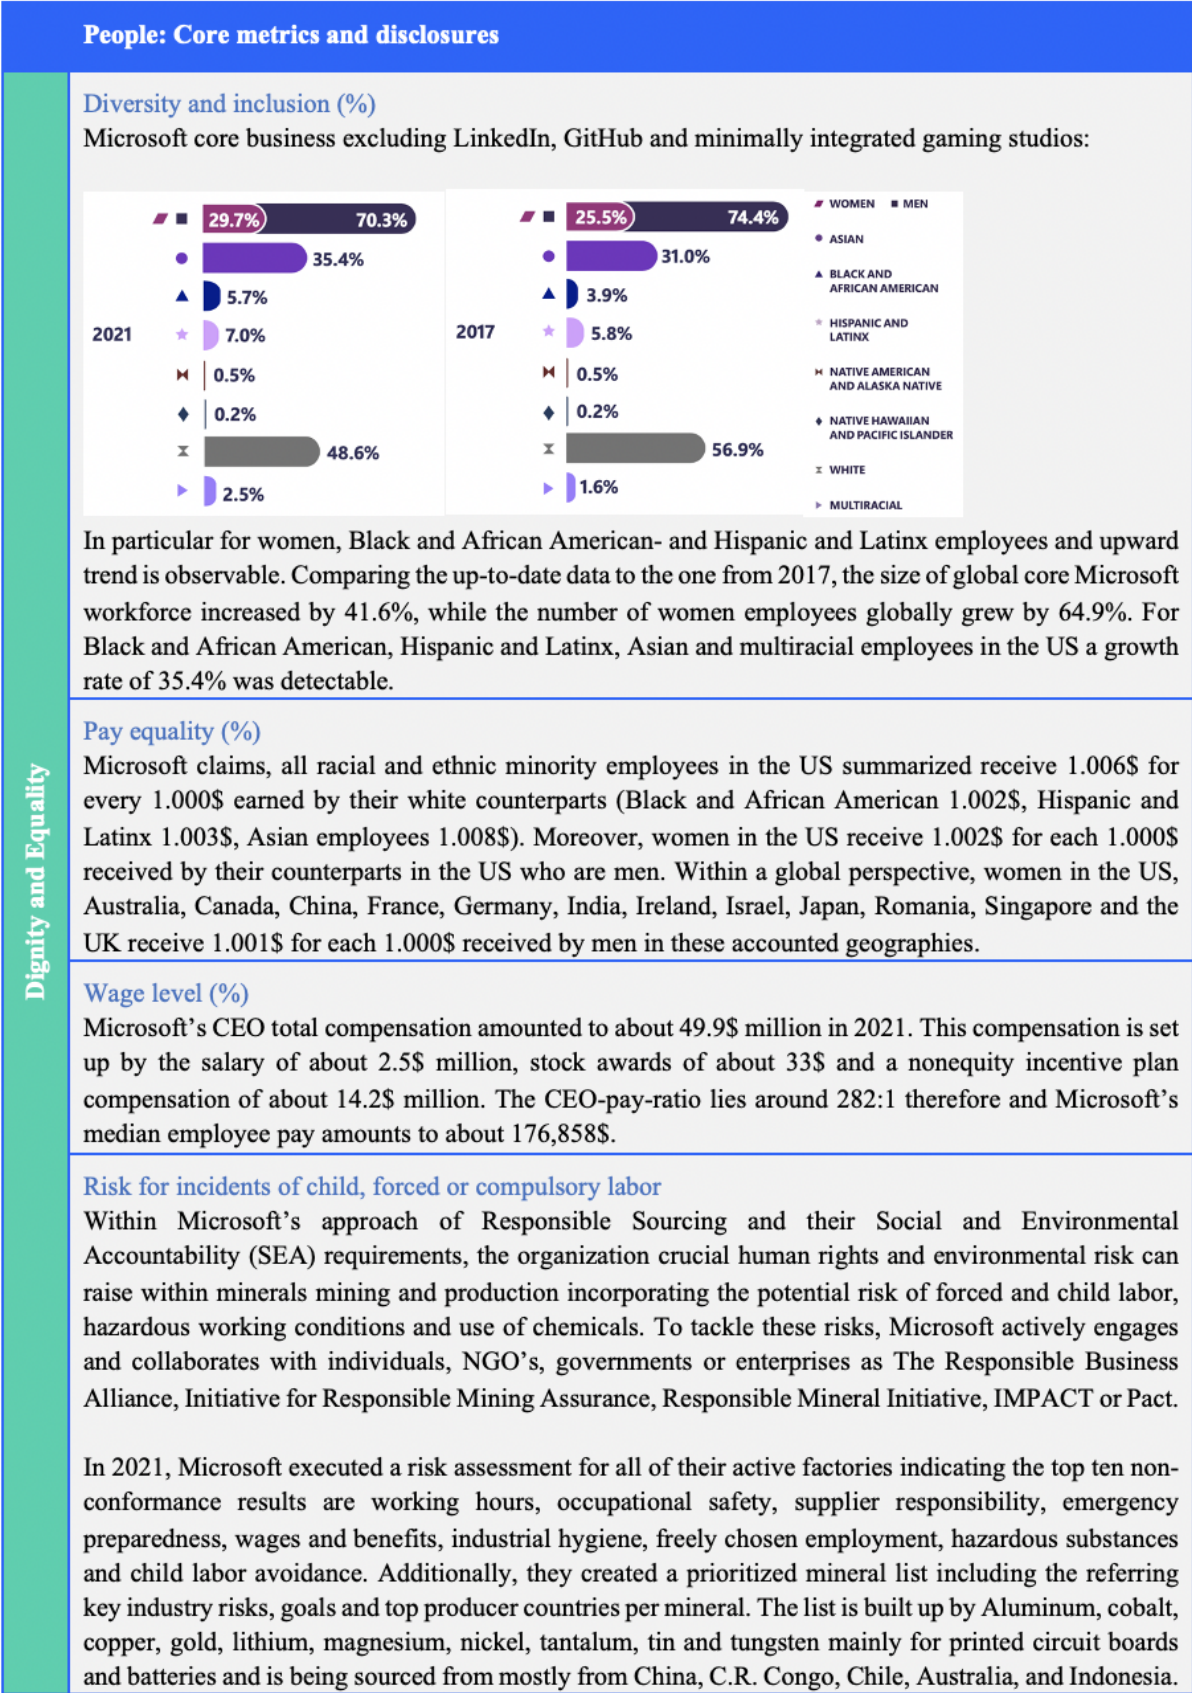 People: Core metrics and disclosures
Dignity and Equality
Diversity and inclusion (%)
Microsoft core business excluding LinkedIn, GitHub and minimally integrated gaming studios:
2021
29.7% 70.3%
35.4%
5.7%
7.0%
0.5%
0.2%
48.6%
2.5%
2017
25.5% 74.4%
31.0%
3.9%
5.8%
0.5%
0.2%
56.9%
1.6%
WOMEN MEN
ASIAN
BLACK AND
AFRICAN AMERICAN
HISPANIC AND
LATINX
NATIVE AMERICAN
AND ALASKA NATIVE
NATIVE HAWAIIAN
AND PACIFIC ISLANDER
WHITE
MULTIRACIAL
In particular for women, Black and African American- and Hispanic and Latinx employees and upward
trend is observable. Comparing the up-to-date data to the one from 2017, the size of global core Microsoft
workforce increased by 41.6%, while the number of women employees globally grew by 64.9%. For
Black and African American, Hispanic and Latinx, Asian and multiracial employees in the US a growth
rate of 35.4% was detectable.
Pay equality (%)
Microsoft claims, all racial and ethnic minority employees in the US summarized receive 1.006$ for
every 1.000$ earned by their white counterparts (Black and African American 1.002$, Hispanic and
Latinx 1.003$, Asian employees 1.008$). Moreover, women in the US receive 1.002$ for each 1.000$
received by their counterparts in the US who are men. Within a global perspective, women in the US,
Australia, Canada, China, France, Germany, India, Ireland, Israel, Japan, Romania, Singapore and the
UK receive 1.001$ for each 1.000$ received by men in these accounted geographies.
Wage level (%)
Microsoft's CEO total compensation amounted to about 49.9$ million in 2021. This compensation is set
up by the salary of about 2.5$ million, stock awards of about 33$ and a nonequity incentive plan
compensation of about 14.2$ million. The CEO-pay-ratio lies around 282:1 therefore and Microsoft's
median employee pay amounts to about 176,858$.
Risk for incidents of child, forced or compulsory labor
Within Microsoft's approach of Responsible Sourcing and their Social and Environmental
Accountability (SEA) requirements, the organization crucial human rights and environmental risk can
raise within minerals mining and production incorporating the potential risk of forced and child labor,
hazardous working conditions and use of chemicals. To tackle these risks, Microsoft actively engages
and collaborates with individuals, NGO's, governments or enterprises as The Responsible Business
Alliance, Initiative for Responsible Mining Assurance, Responsible Mineral Initiative, IMPACT or Pact.
In 2021, Microsoft executed a risk assessment for all of their active factories indicating the top ten non-
conformance results are working hours, occupational safety, supplier responsibility, emergency
preparedness, wages and benefits, industrial hygiene, freely chosen employment, hazardous substances
and child labor avoidance. Additionally, they created a prioritized mineral list including the referring
key industry risks, goals and top producer countries per mineral. The list is built up by Aluminum, cobalt,
copper, gold, lithium, magnesium, nickel, tantalum, tin and tungsten mainly for printed circuit boards
and batteries and is being sourced from mostly from China, C.R. Congo, Chile, Australia, and Indonesia.